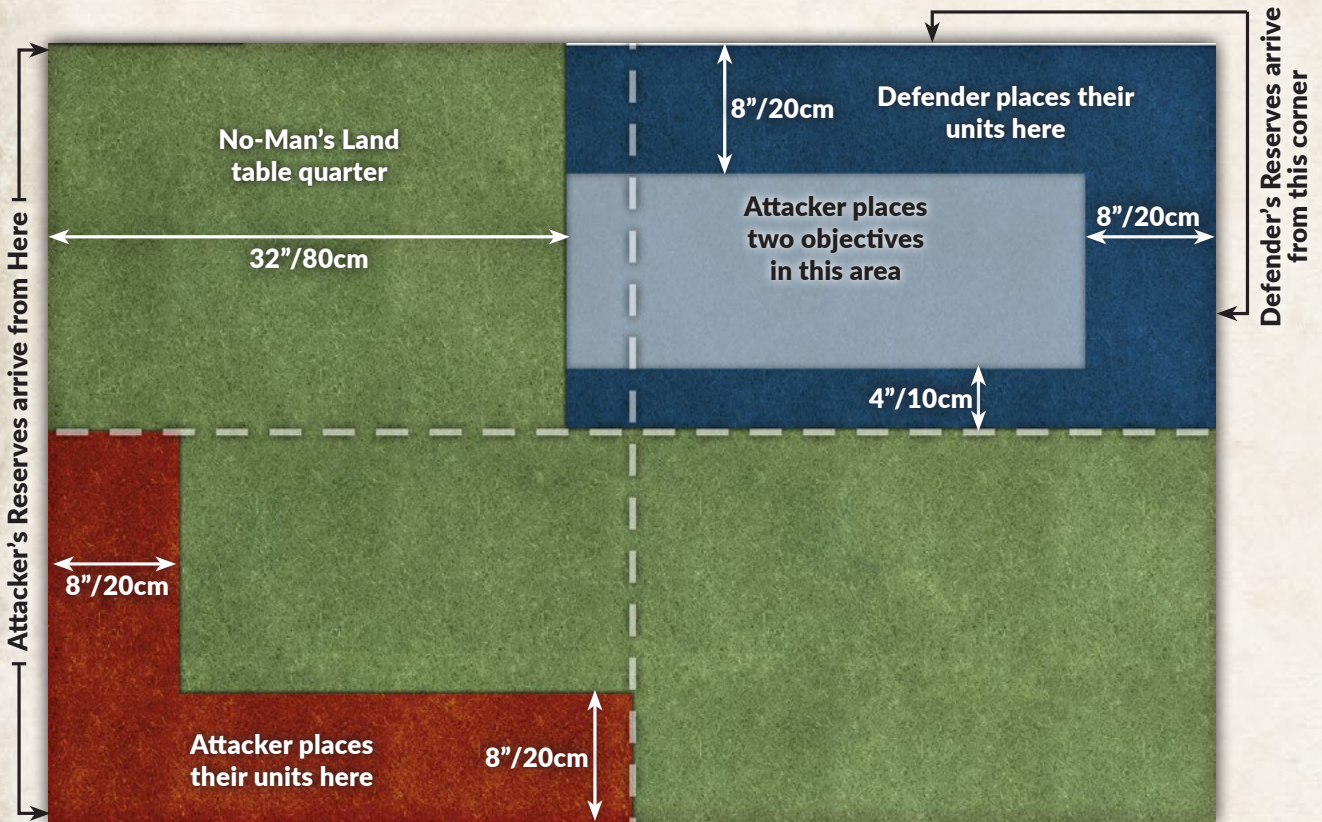 Attacker’s Reserves arrive from Here
No-Man’s Land
table quarter
32”/80cm
8”/20cm
Defender places their
units here
Attacker places
two objectives
in this area
8”/20cm
4”/10cm
Defender’s Reserves arrive
from this corner
8”/20cm
Attacker places
their units here
8”/20cm